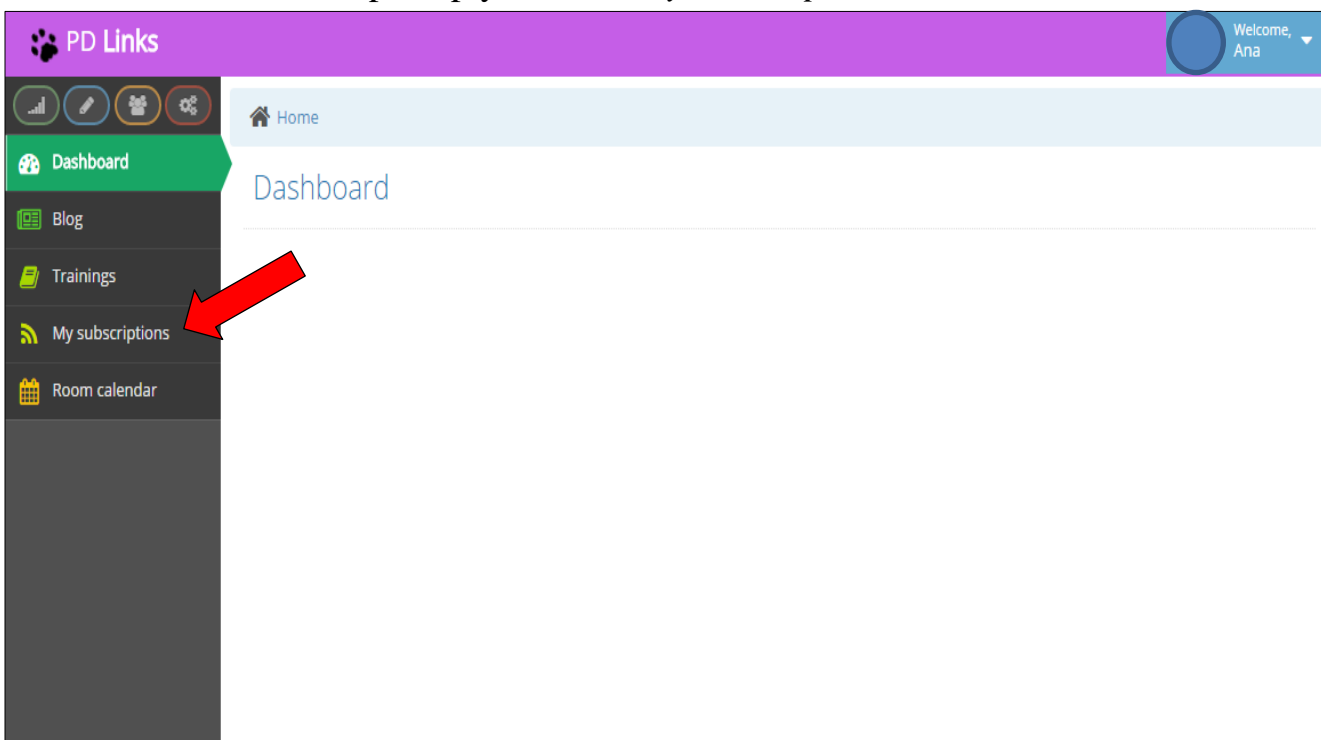 PD Links
Welcome,
Ana
Home
Dashboard
Dashboard
Blog
Trainings
My subscriptions
Room calendar